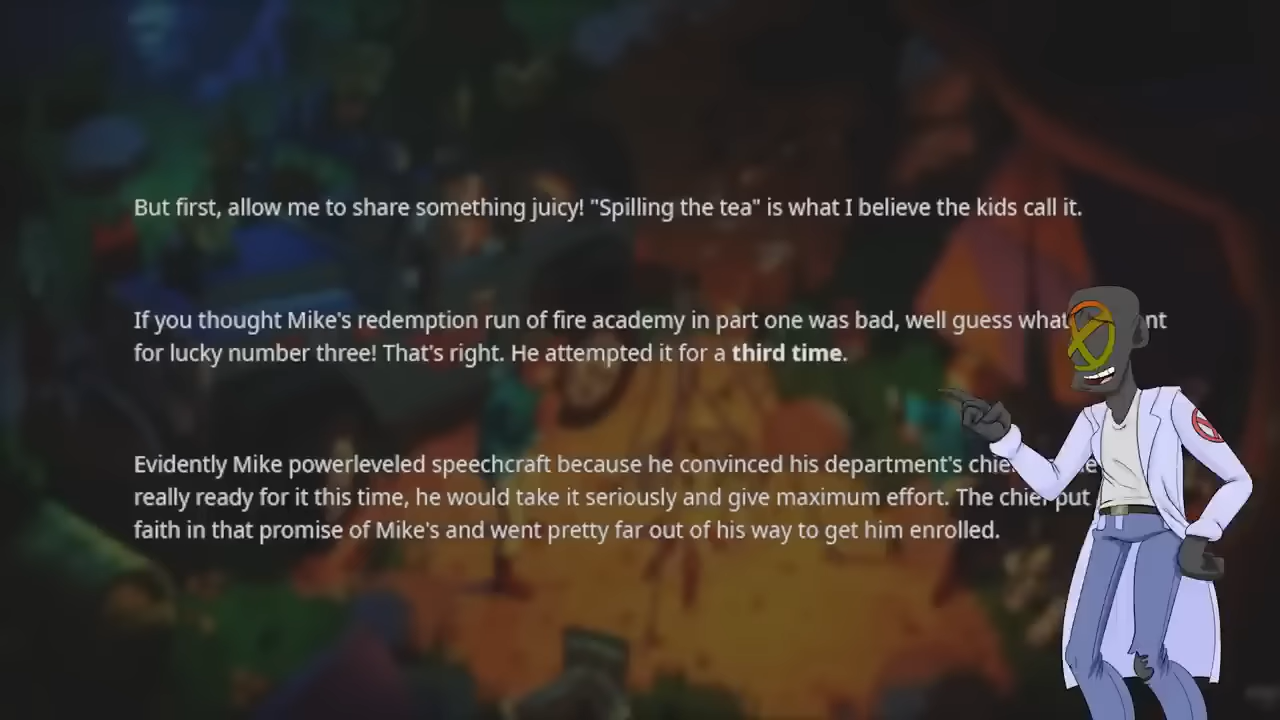 But first, allow me to share something juicy! "Spilling the tea" is what I believe the kids call it.
If you thought Mike's redemption run of fire academy in part one was bad, well guess what nt
for lucky number three! That's right. He attempted it for a third time.
Evidently Mike powerleveled speechcraft because he convinced his department's chie
really ready for it this time, he would take it seriously and give maximum effort. The chief put
faith in that promise of Mike's and went pretty far out of his way to get him enrolled.